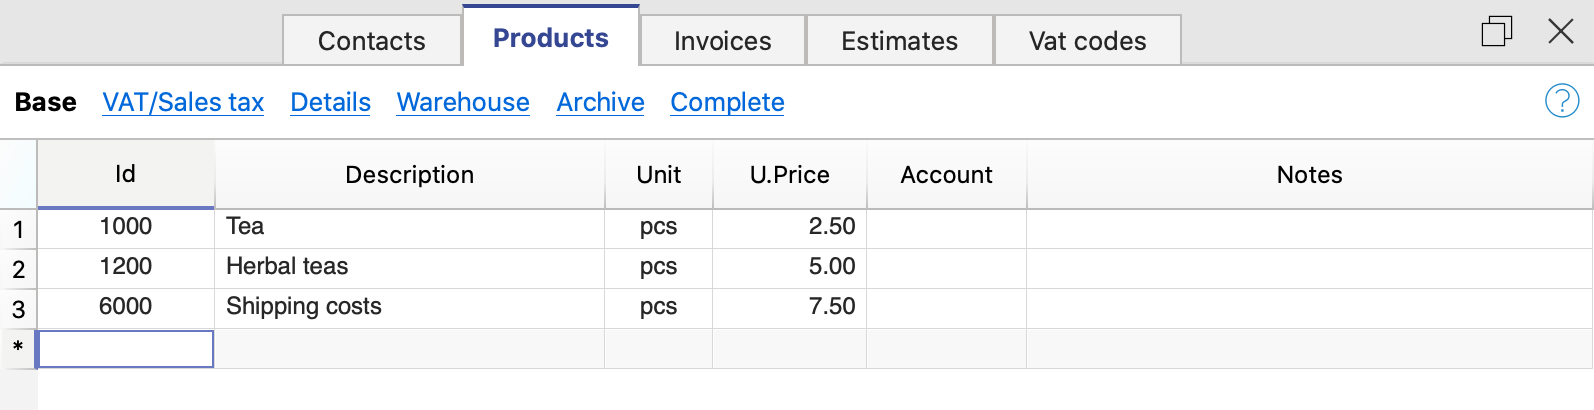 Contacts Products Invoices Estimates Vat codes
Base VAT/Sales tax Details Warehouse Archive Complete ?
Id Description Unit U.Price Account Notes
1 1000 Tea pcs 2.50
2 1200 Herbal teas pcs 5.00
3 6000 Shipping costs pcs 7.50
*